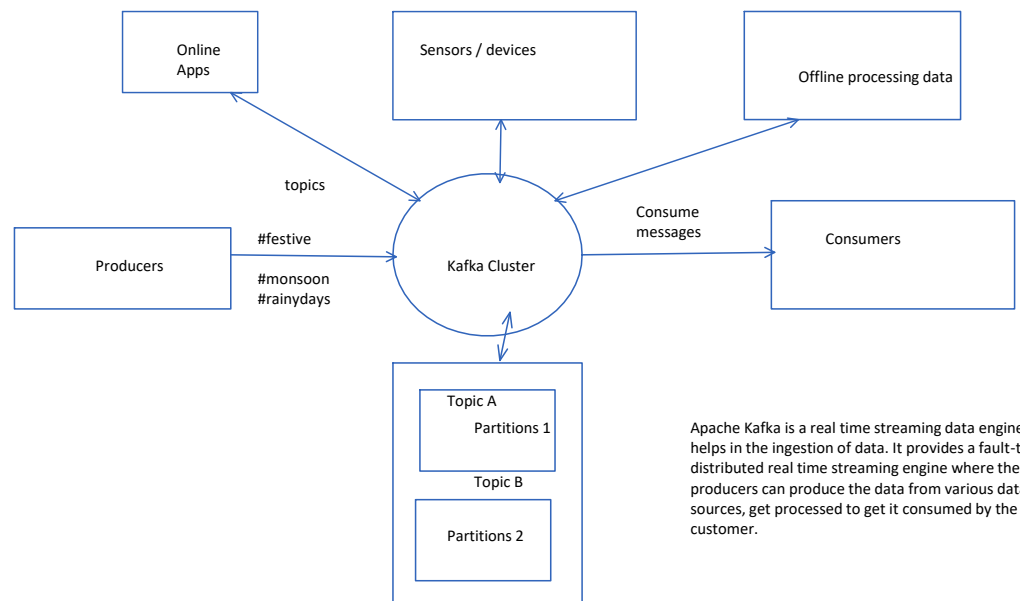 Online
Apps
Sensors / devices
Offline processing data
topics
Producers
#festive
#monsoon
#rainydays
Kafka Cluster
Consume
messages
Consumers
Topic A
Partitions 1
Topic B
Partitions 2
Apache Kafka is a real time streaming data engine
helps in the ingestion of data. It provides a
distributed real time streaming engine where the
producers can produce the data from various
sources, get processed to get it consumed by the
customer.